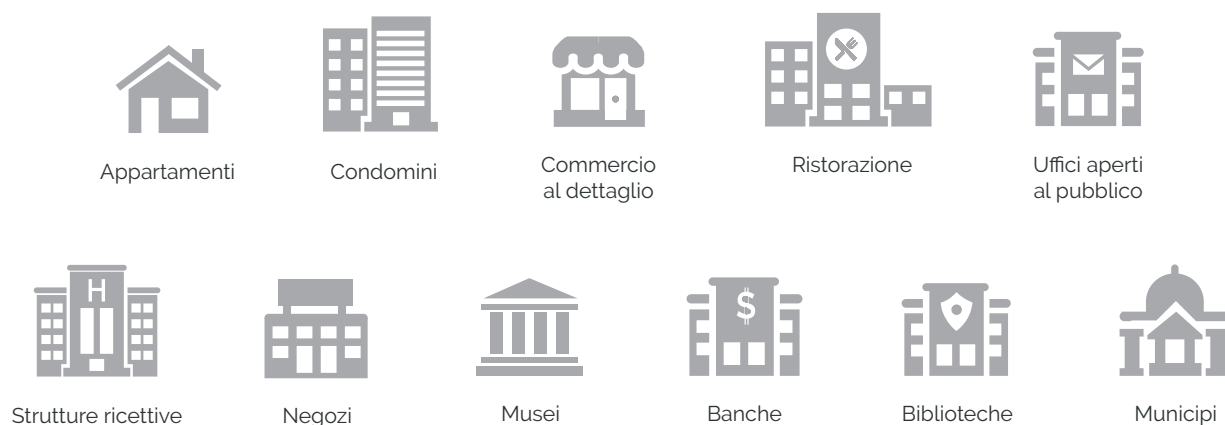 Appartamenti
Condomini
Commercio
al dettaglio
Ristorazione
Uffici aperti
al pubblico
H
$
Strutture ricettive
Negozi
Musei
Banche
Biblioteche
Municipi